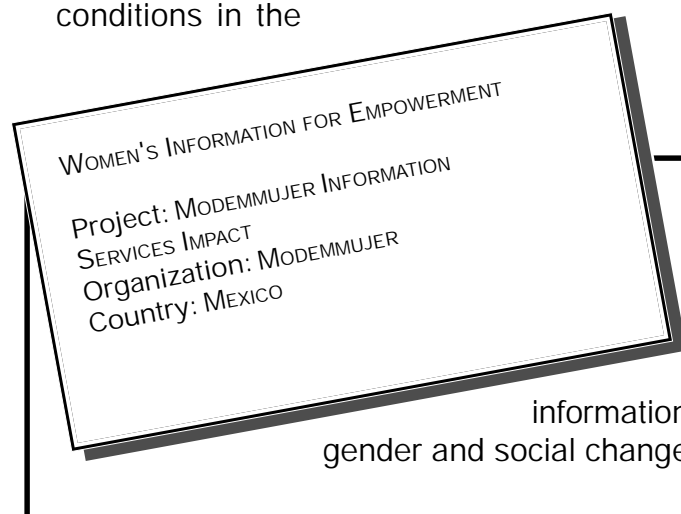 conditions in the
Women's Information for Empowerment
Project: Modemmujer Information
Services Impact
Organization: Modemmujer
Country: Mexico
information
gender and social change